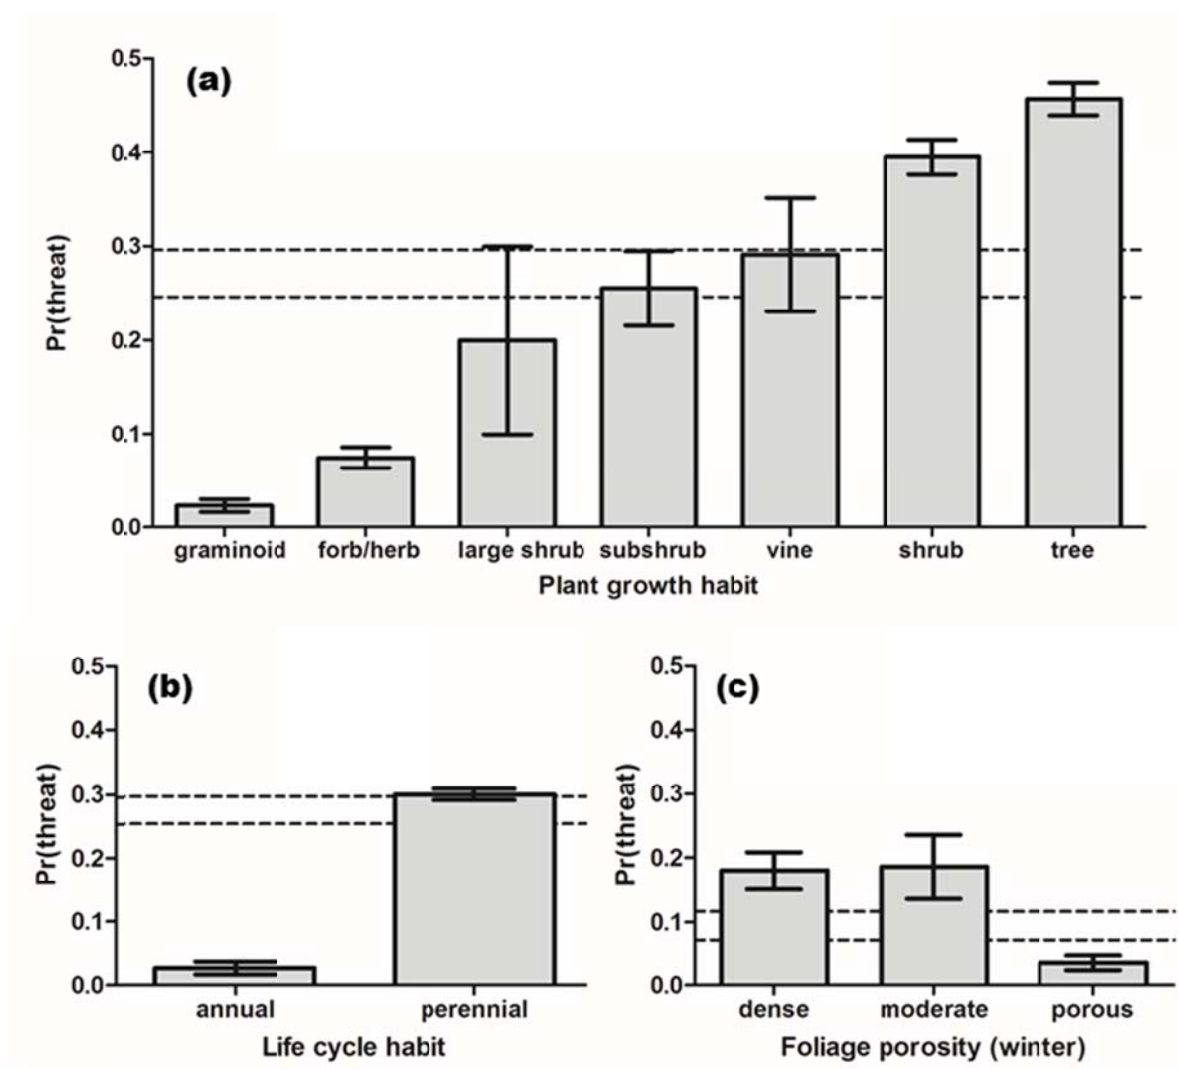 (a)
0.5
0.4
0.3
0.2
0.1
0.0
Pr(threat)
graminoid forb/herb large shrub subshrub vine shrub tree
Plant growth habit
(b)
0.5
0.4
0.3
0.2
0.1
0.0
Pr(threat)
annual perennial
Life cycle habit
(c)
0.5
0.4
0.3
0.2
0.1
0.0
Pr(threat)
dense moderate porous
Foliage porosity (winter)